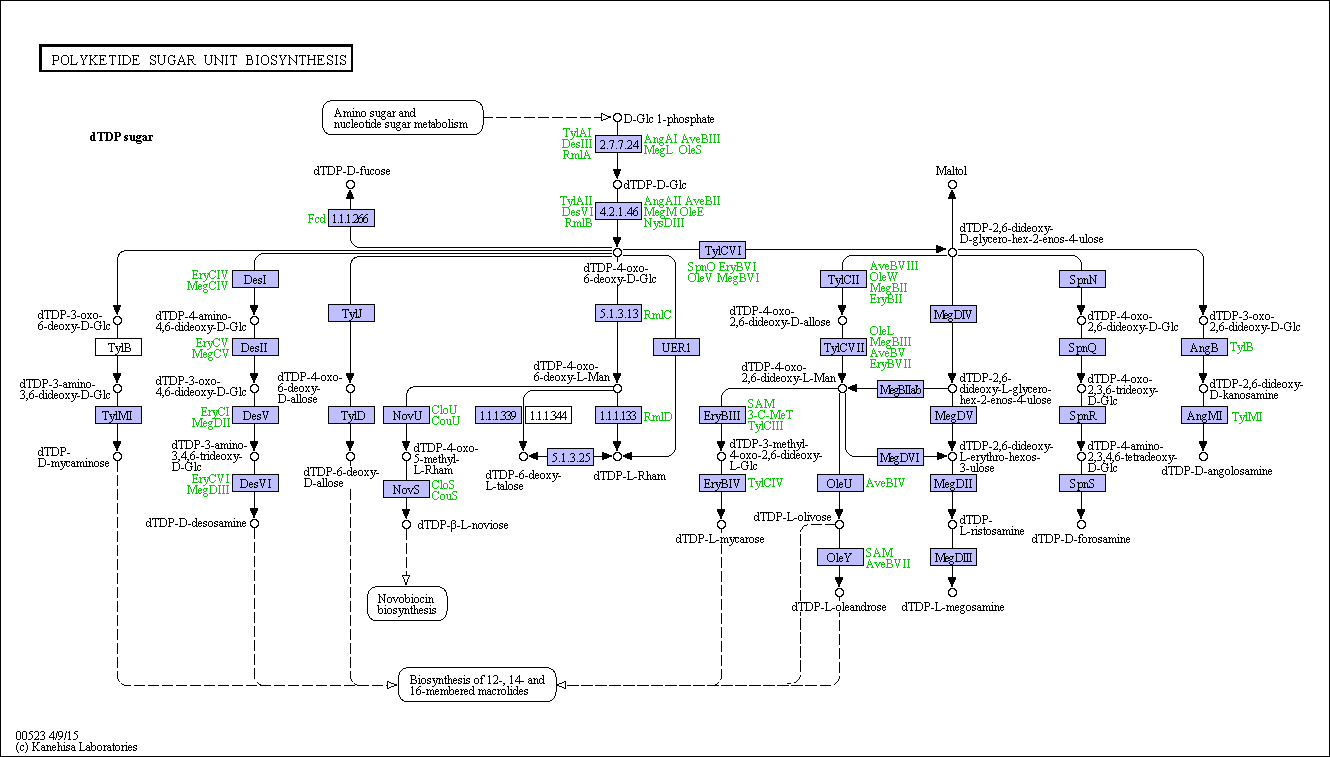 POLYKETIDE SUGAR UNIT BIOSYNTHESIS
dTDP sugar
Amino sugar and
nucleotide sugar metabolism
D-Glc 1-phosphate
TylAI
DesIII
RmlA
2.7.7.24
AngAI AveBIII
MegL OleS
dTDP-D-Glc
TylAII
DesVI
RmlB
4.2.1.46
AngAII AveBII
MegM OleE
NysDIII
dTDP-D-fucose
Fcd
1.1.1.266
Maltol
dTDP-2,6-dideoxy-
D-glycero-hex-2-enos-4-ulose
TylCVI
SpnO EryBVI
OleV MegBVI
dTDP-4-oxo-
6-deoxy-D-Glc
dTDP-3-oxo-
6-deoxy-D-Glc
TylB
dTDP-3-amino-
3,6-dideoxy-D-Glc
TylMI
dTDP-
D-mycaminose
EryCIV
MegCIV
DesI
dTDP-4-amino-
4,6-dideoxy-D-Glc
EryCV
MegCV
DesII
dTDP-3-oxo-
4,6-dideoxy-D-Glc
EryCI
MegDII
DesV
dTDP-3-amino-
3,4,6-trideoxy-
D-Glc
EryCVI
MegDIII
DesVI
dTDP-D-desosamine
TylJ
dTDP-4-oxo-
6-deoxy-
D-allose
TylD
dTDP-6-deoxy-
D-allose
5.1.3.13
RmlC
UER1
dTDP-4-oxo-
6-deoxy-L-Man
NovU
CloU
CouU
dTDP-4-oxo-
5-methyl-
L-Rham
NovS
CloS
CouS
dTDP-β-L-noviose
Novobiocin
biosynthesis
1.1.1.339
1.1.1.344
1.1.1.133
RmlD
5.1.3.25
dTDP-6-deoxy-
L-talose
dTDP-L-Rham
TylCII
AveBVIII
OleW
MegBII
EryBII
dTDP-4-oxo-
2,6-dideoxy-D-allose
TylCVII
OleL
MegBIII
AveBV
EryBVII
dTDP-4-oxo-
2,6-dideoxy-L-Man
EryBIII
SAM
3-C-MeT
TylCIII
dTDP-3-methyl-
4-oxo-2,6-dideoxy-
L-Glc
EryBIV
TylCIV
dTDP-L-mycarose
OleU
AveBIV
dTDP-L-olivose
OleY
SAM
AveBVII
dTDP-L-oleandrose
MegDIV
MegBIIab
dTDP-2,6-
dideoxy-L-glycero-
hex-2-enos-4-ulose
MegDV
MegDVI
dTDP-2,6-dideoxy-
L-erythro-hexos-
3-ulose
MegDII
dTDP-
L-ristosamine
MegDIII
dTDP-L-megosamine
SpnN
dTDP-4-oxo-
2,6-dideoxy-D-Glc
SpnQ
dTDP-4-oxo-
2,3,6-trideoxy-
D-Glc
SpnR
dTDP-4-amino-
2,3,4,6-tetradeoxy-
D-Glc
SpnS
dTDP-D-forosamine
dTDP-3-oxo-
2,6-dideoxy-D-Glc
AngB
TylB
dTDP-2,6-dideoxy-
D-kanosamine
AngMI
TylMI
dTDP-D-angolosamine
Biosynthesis of 12-, 14- and
16-membered macrolides
00523 4/9/15
(c) Kanehisa Laboratories